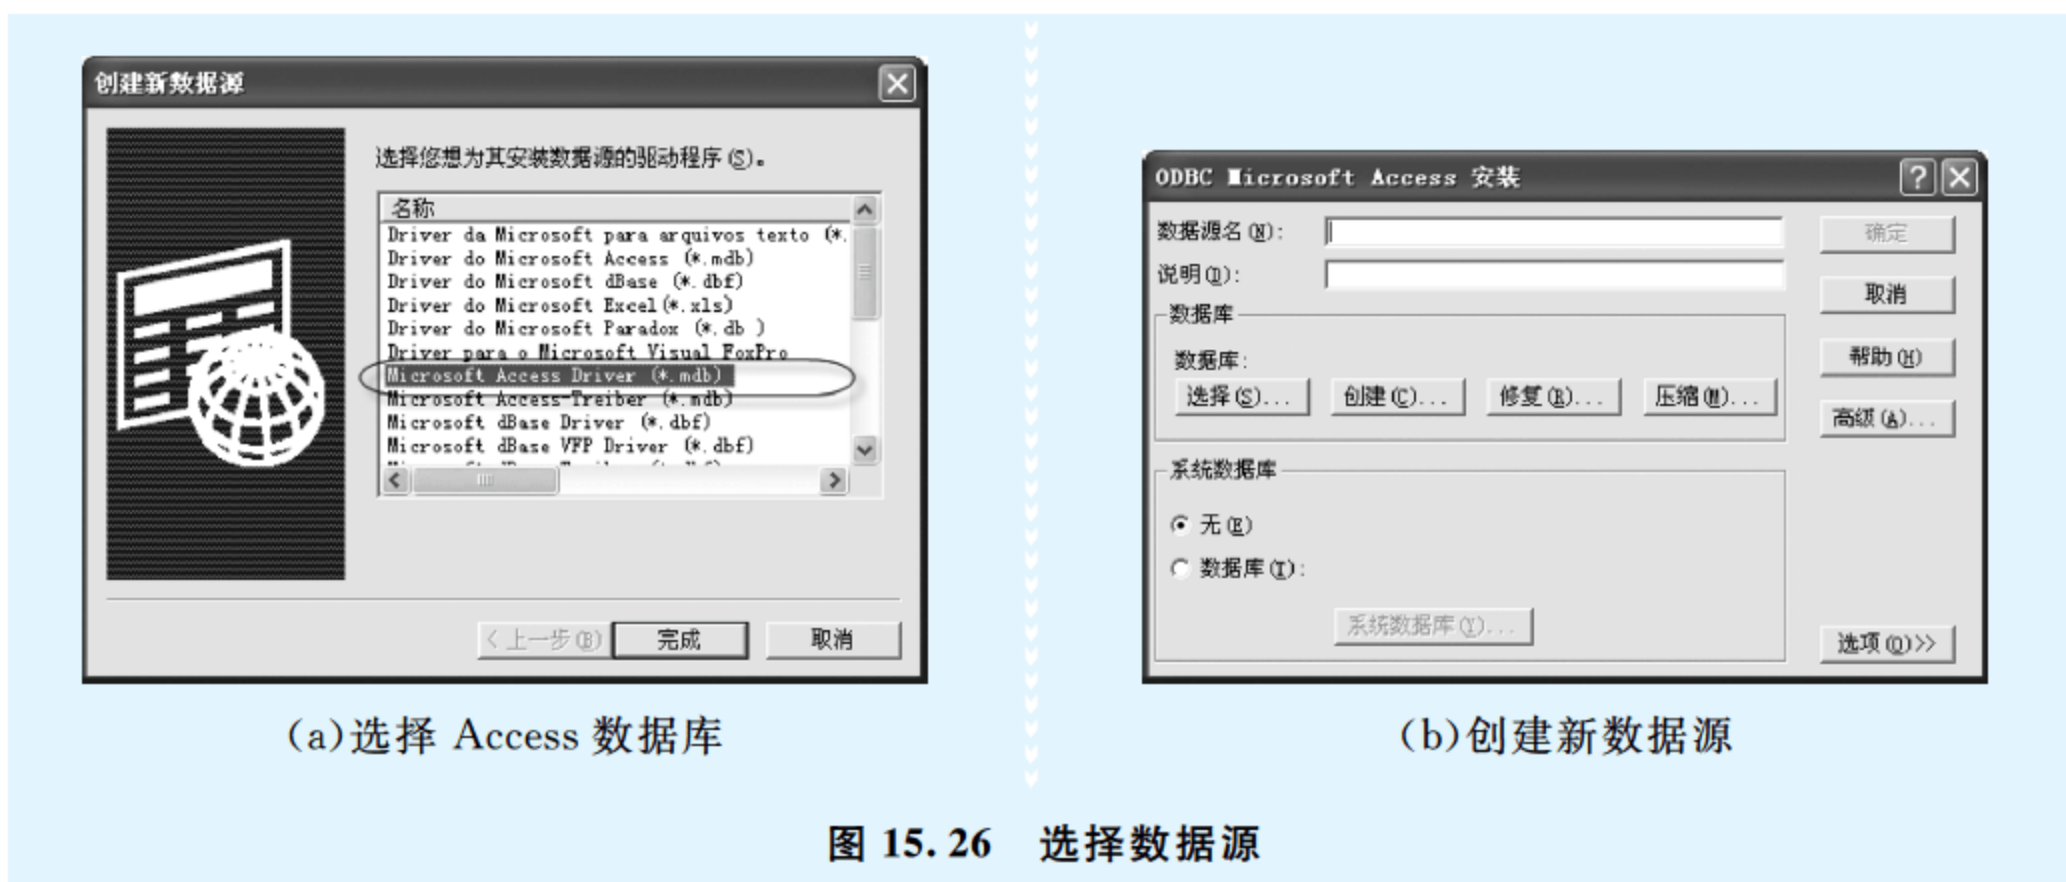 创建新数据源
选择您想为其安装数据源的驱动程序(S)。
名称
Driver da Microsoft para arquivos texto (*.
Driver do Microsoft Access (*.mdb)
Driver do Microsoft dBase (*.dbf)
Driver do Microsoft Excel(*.xls)
Driver do Microsoft Paradox (*.db )
Driver para o Microsoft Visual FoxPro
Microsoft Access Driver (*.mdb)
Microsoft Access-Treiber (*.mdb)
Microsoft dBase Driver (*.dbf)
Microsoft dBase VFP Driver (*.dbf)
<上一步(B)
完成
取消
(a)选择 Access 数据库
ODBC Microsoft Access 安装
数据源名(N):
确定
说明(D):
取消
数据库
数据库:
帮助(H)
选择(S)...
创建(C)...
修复(R)...
压缩(M)...
高级(A)...
系统数据库
无(E)
数据库(T):
系统数据库(Y)...
选项(O)>>
(b)创建新数据源
图 15.26 选择数据源